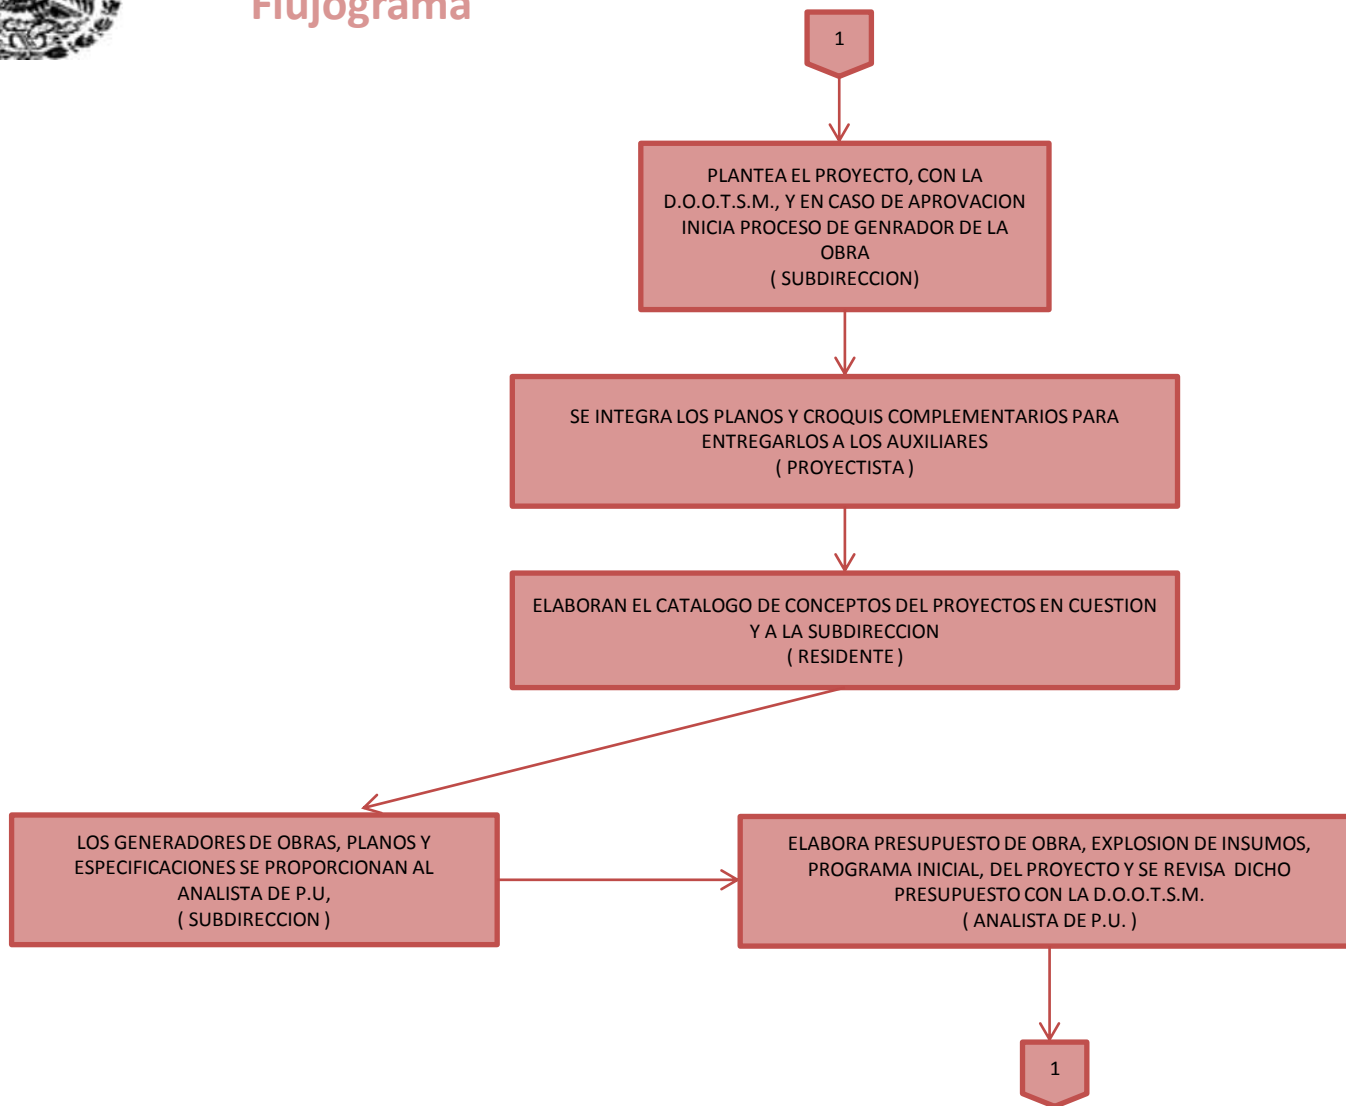 Flujograma
1
PLANTEA EL PROYECTO, CON LA
D.O.O.T.S.M., Y EN CASO DE APROVACION
INICIA PROCESO DE GENRADOR DE LA
OBRA
( SUBDIRECCION)
SE INTEGRA LOS PLANOS Y CROQUIS COMPLEMENTARIOS PARA
ENTREGARLOS A LOS AUXILIARES
( PROYECTISTA )
ELABORAN EL CATALOGO DE CONCEPTOS DEL PROYECTOS EN CUESTION
Y A LA SUBDIRECCION
( RESIDENTE )
LOS GENERADORES DE OBRAS, PLANOS Y
ESPECIFICACIONES SE PROPORCIONAN AL
ANALISTA DE P.U,
( SUBDIRECCION )
ELABORA PRESUPUESTO DE OBRA, EXPLOSION DE INSUMOS,
PROGRAMA INICIAL, DEL PROYECTO Y SE REVISA  DICHO
PRESUPUESTO CON LA D.O.O.T.S.M.
( ANALISTA DE P.U. )
1